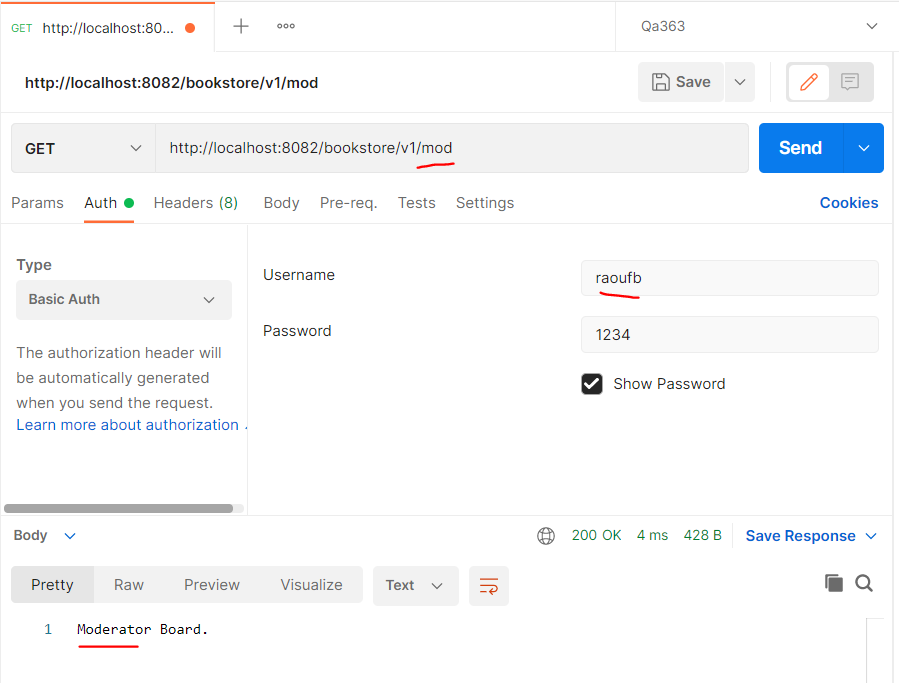 GET http://localhost:80... Qa363
http://localhost:8082/bookstore/v1/mod Save
GET http://localhost:8082/bookstore/v1/mod Send
Params Auth Headers (8) Body Pre-req. Tests Settings Cookies
Type
Basic Auth
The authorization header will
be automatically generated
when you send the request.
Learn more about authorization
Username raoufb
Password 1234
Show Password
Body 200 OK 4 ms 428 B Save Response
Pretty Raw Preview Visualize Text
1 Moderator Board.